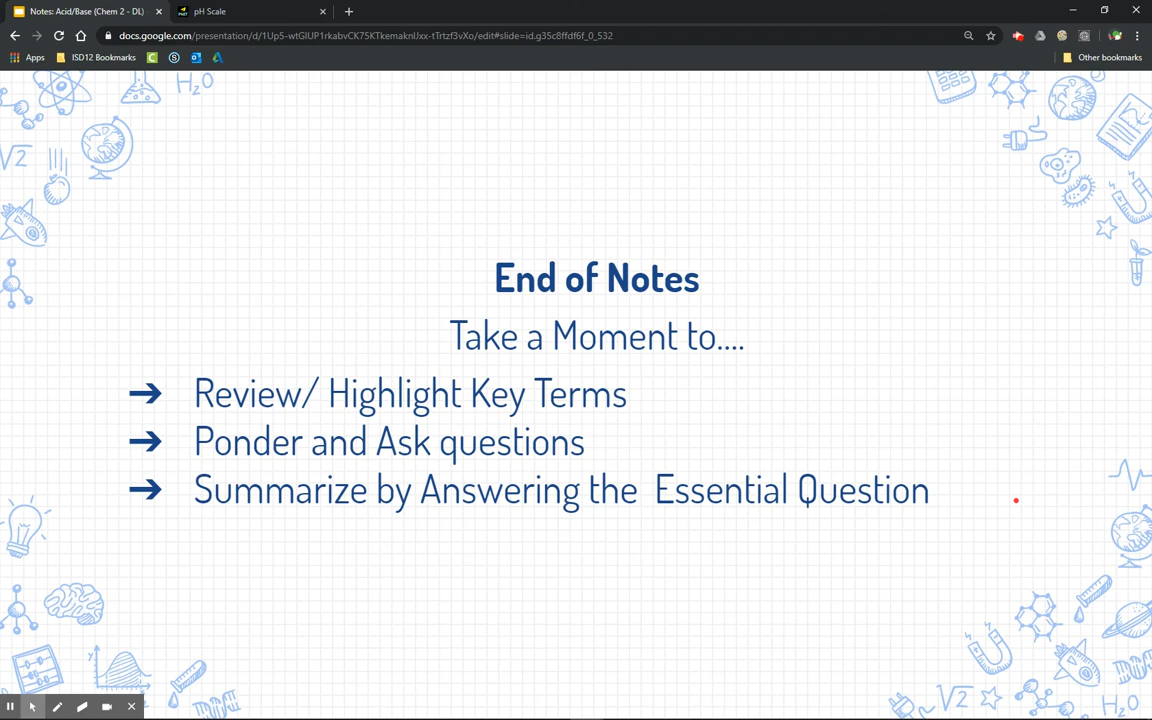 Notes: Acid/Base (Chem 2 - DL)
pH Scale
docs.google.com/presentation/d/1Up5-wtGIUP1rkabvCK75KTkemaknUxx-tTrtzf3vXo/edit#slide=id.g35c8ffdf6f_0_532
Apps
ISD12 Bookmarks
Other bookmarks
H₂O
√2
End of Notes
Take a Moment to....
➔ Review/ Highlight Key Terms
➔ Ponder and Ask questions
➔ Summarize by Answering the Essential Question
y
√2
H₂O